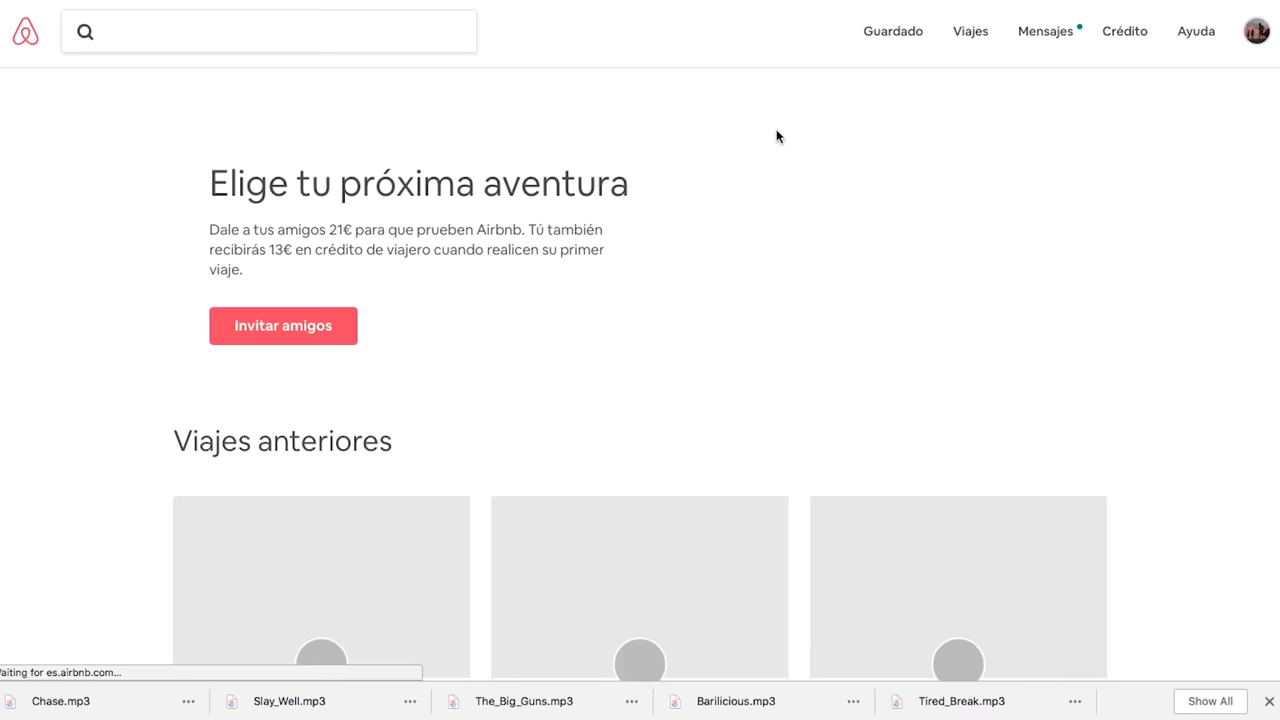 Guardado
Viajes
Mensajes
Crédito
Ayuda
Elige tu próxima aventura
Dale a tus amigos 21€ para que prueben Airbnb. Tú también
recibirás 13€ en crédito de viajero cuando realicen su primer
viaje.
Invitar amigos
Viajes anteriores
aiting for es.airbnb.com...
Chase.mp3
Slay_Well.mp3
The_Big_Guns.mp3
Barilicious.mp3
Tired_Break.mp3
Show All